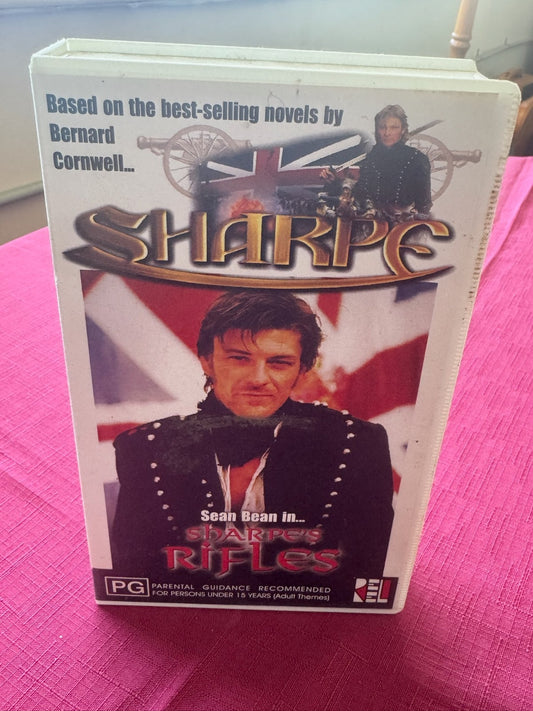 Based on the best-selling novels by
Bernard
Cornwell...
SHARPE
Sean Bean in...
SHARPE'S
RIFLES
PG PARENTAL GUIDANCE RECOMMENDED
FOR PERSONS UNDER 15 YEARS (Adult Themes)
REEL